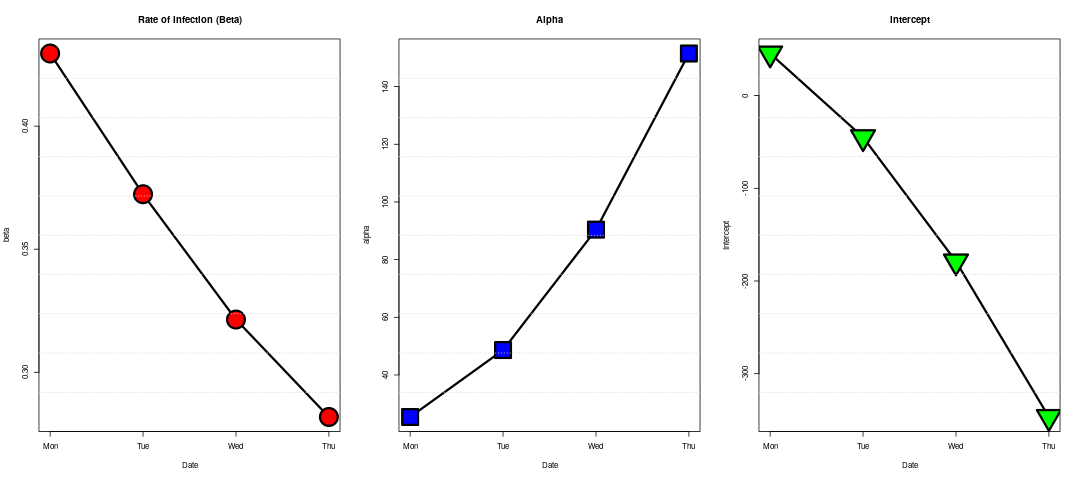 Rate of Infection (Beta)
beta
0.40
0.35
0.30
Mon Tue Wed Thu
Date
Alpha
alpha
140
120
100
80
60
40
Mon Tue Wed Thu
Date
Intercept
Intercept
0
-100
-200
-300
Mon Tue Wed Thu
Date